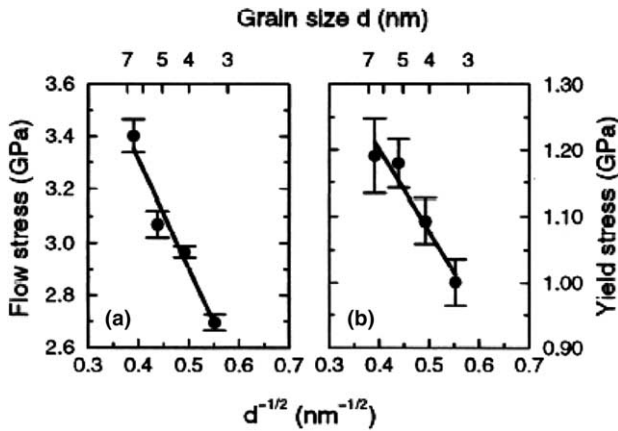 Grain size d (nm)
7 5 4 3
7 5 4 3
3.6
3.4
3.2
3.0
2.8
2.6
Flow stress (GPa)
(a)
0.3 0.4 0.5 0.6 0.7
(b)
0.3 0.4 0.5 0.6 0.7
1.30
1.20
1.10
1.00
0.90
Yield stress (GPa)
d⁻¹/² (nm⁻¹/²)